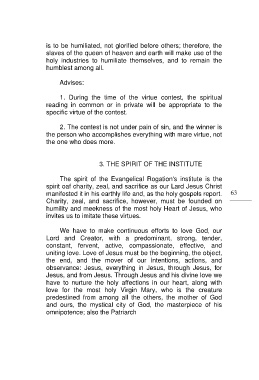 is to be humiliated, not glorified before others; therefore, the
slaves of the queen of heaven and earth will make use of the
holy industries to humiliate themselves, and to remain the
humblest among all.
Advises:
1. During the time of the virtue contest, the spiritual
reading in common or in private will be appropriate to the
specific virtue of the contest.
2. The contest is not under pain of sin, and the winner is
the person who accomplishes everything with mare virtue, not
the one who does more.
3. THE SPIRIT OF THE INSTITUTE
The spirit of the Evangelical Rogation's institute is the
spirit oaf charity, zeal, and sacrifice as our Laird Jesus Christ
manifested it in his earthly life and, as the holy gospels report.
Charity, zeal, and sacrifice, however, must be founded on
humility and meekness of the most holy Heart of Jesus, who
invites us to imitate these virtues.
63
We have to make continuous efforts to love God, our
Lord and Creator, with a predominant, strong, tender,
constant, fervent, active, compassionate, effective, and
uniting love. Love of Jesus must be the beginning, the object,
the end, and the mover of our Intentions, actions, and
observance: Jesus, everything in Jesus, through Jesus, for
Jesus, and from Jesus. Through Jesus and his divine love we
have to nurture the holy affections in our heart, along with
love for the most holy Virgin Mary, who is the creature
predestined from among all the others, the mother of God
and ours, the mystical city of God, the masterpiece of his
omnipotence; also the Patriarch